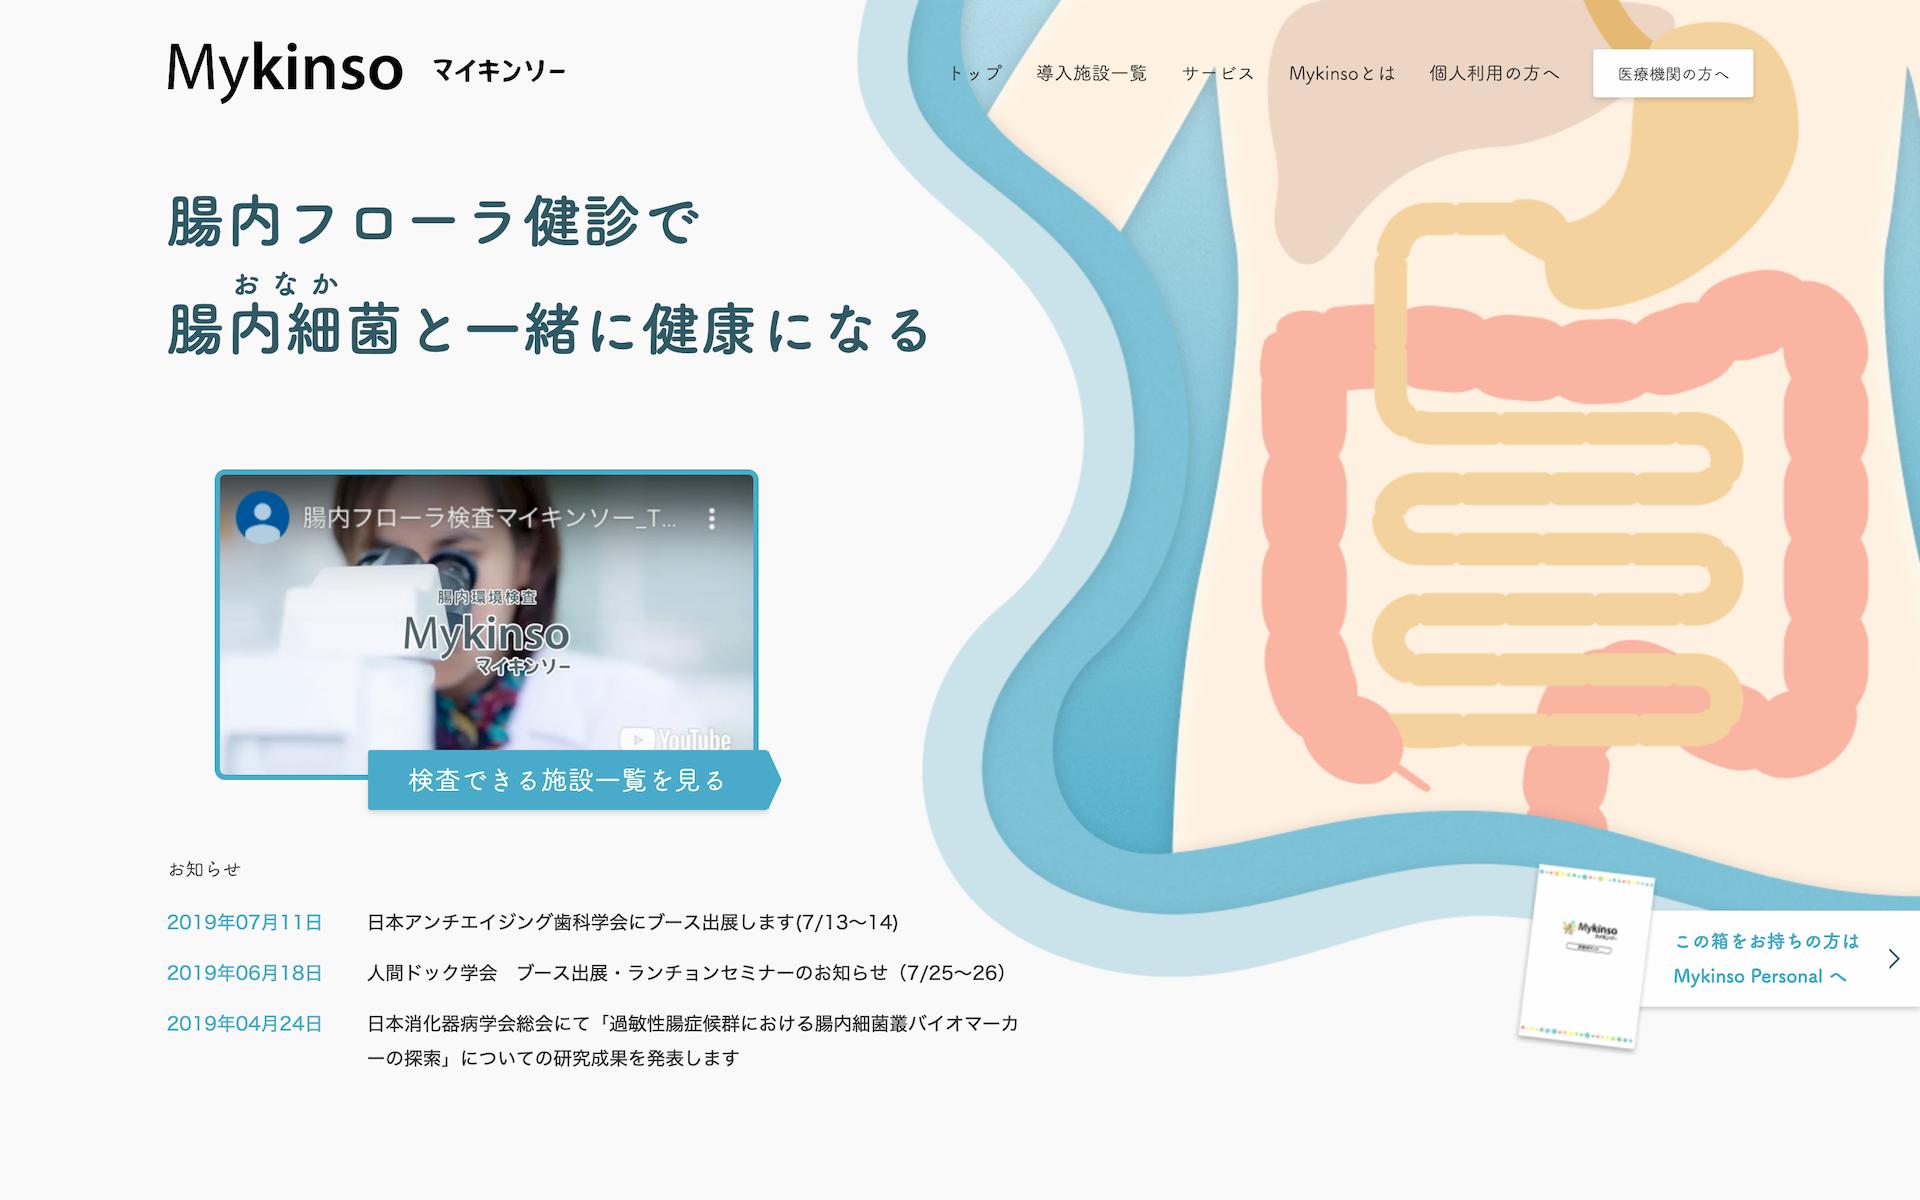 Mykinso マイキンソー
トップ 導入施設一覧 サービス Mykinsoとは 個人利用の方へ 医療機関の方へ
腸内フローラ健診で
おなか
腸内細菌と一緒に健康になる
腸内フローラ検査マイキンソー_T...
腸内環境検査
Mykinso
マイキンソー
YouTube
検査できる施設一覧を見る
お知らせ
2019年07月11日 日本アンチエイジング歯科学会にブース出展します(7/13〜14)
2019年06月18日 人間ドック学会　ブース出展・ランチョンセミナーのお知らせ（7/25〜26）
2019年04月24日 日本消化器病学会総会にて「過敏性腸症候群における腸内細菌叢バイオマーカ
ーの探索」についての研究成果を発表します
Mykinso
マイキンソー
この箱をお持ちの方は
Mykinso Personal へ